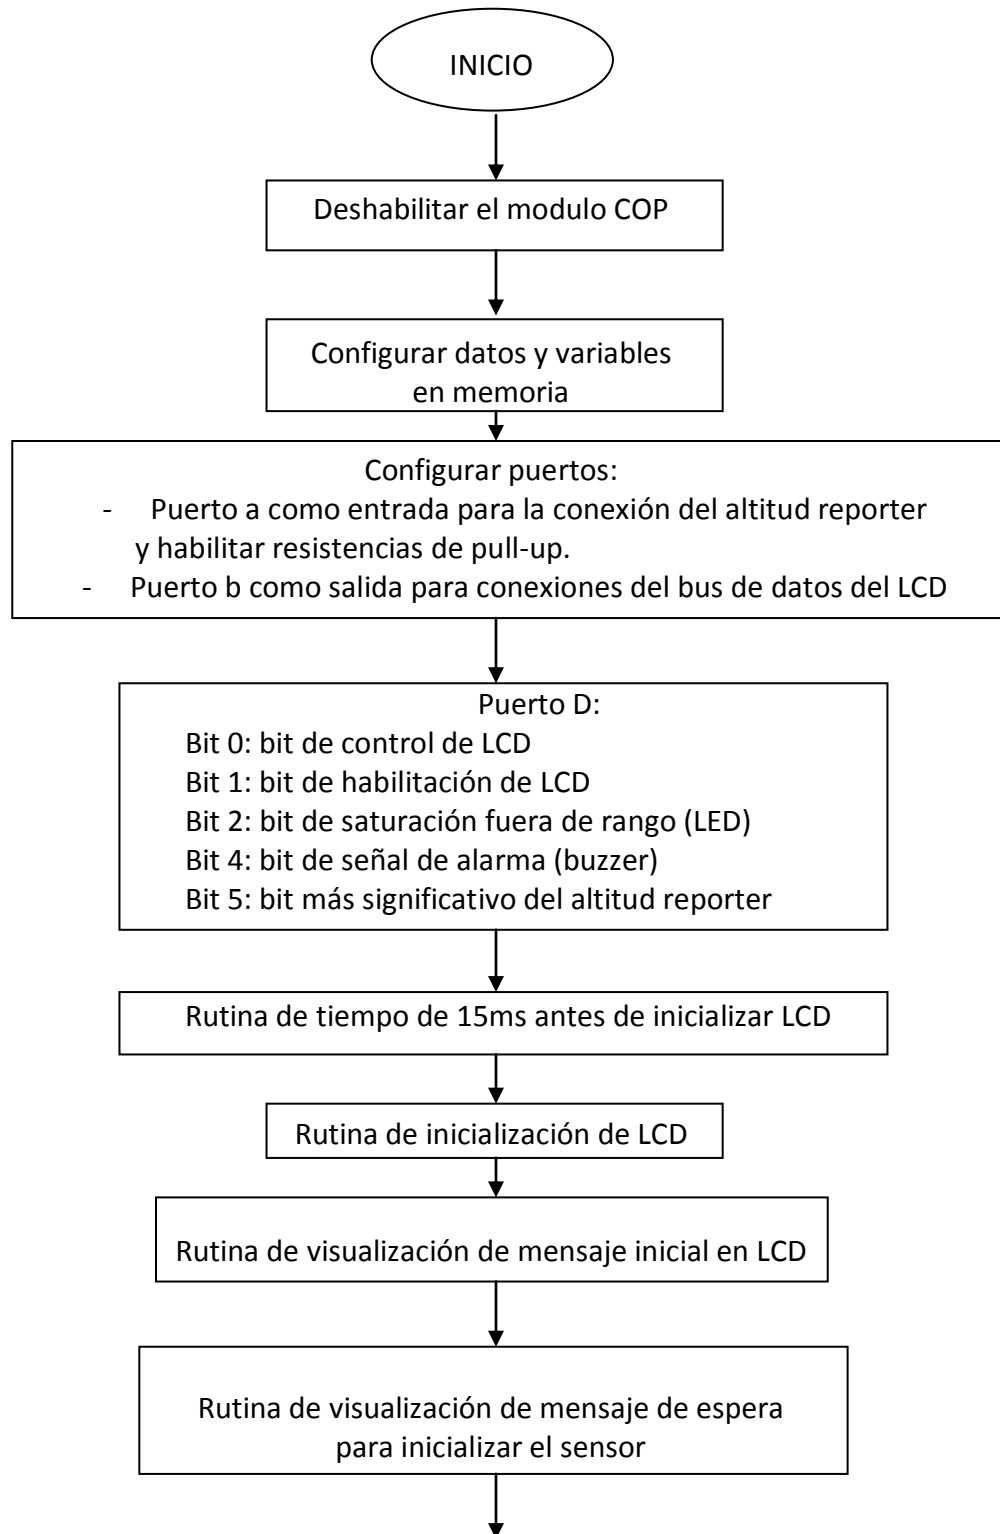 INICIO
Deshabilitar el modulo COP
Configurar datos y variables
en memoria
Configurar puertos:
- Puerto a como entrada para la conexión del altitud reporter
y habilitar resistencias de pull-up.
- Puerto b como salida para conexiones del bus de datos del LCD
Puerto D:
Bit 0: bit de control de LCD
Bit 1: bit de habilitación de LCD
Bit 2: bit de saturación fuera de rango (LED)
Bit 4: bit de señal de alarma (buzzer)
Bit 5: bit más significativo del altitud reporter
Rutina de tiempo de 15ms antes de inicializar LCD
Rutina de inicialización de LCD
Rutina de visualización de mensaje inicial en LCD
Rutina de visualización de mensaje de espera
para inicializar el sensor